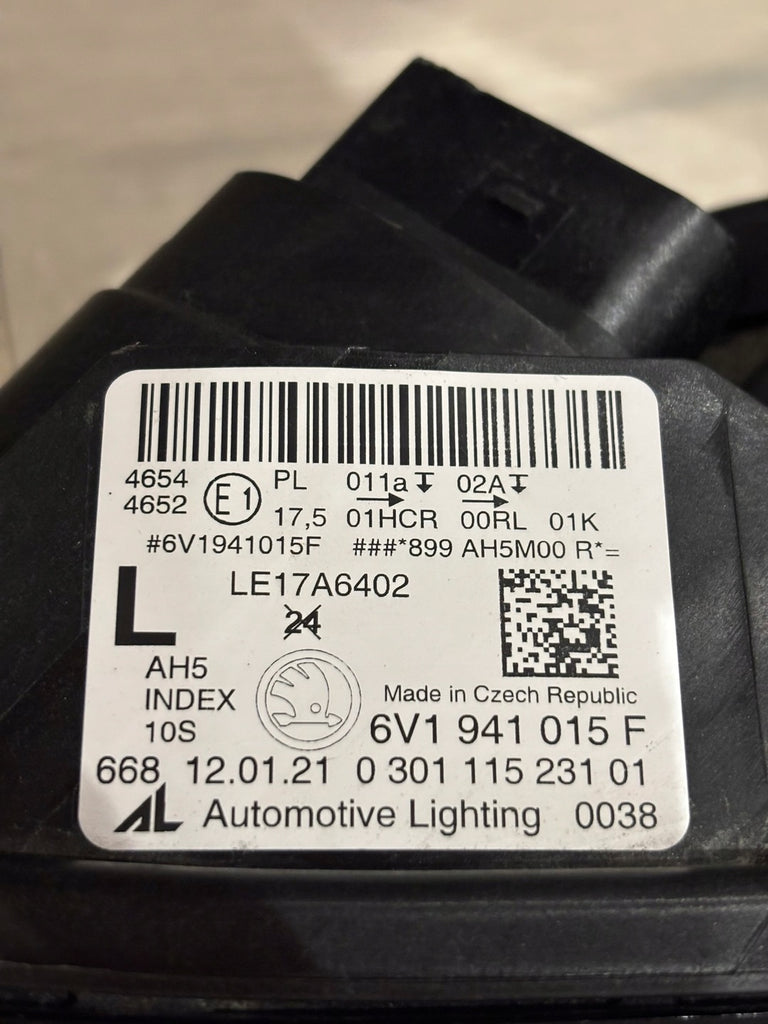 4654 E1 PL 011a 02A
4652 17,5 01HCR 00RL 01K
#6V1941015F ###*899 AH5M00 R*=
L LE17A6402
24
AH5
INDEX Made in Czech Republic
10S 6V1 941 015 F
668 12.01.21 0 301 115 231 01
AL Automotive Lighting 0038